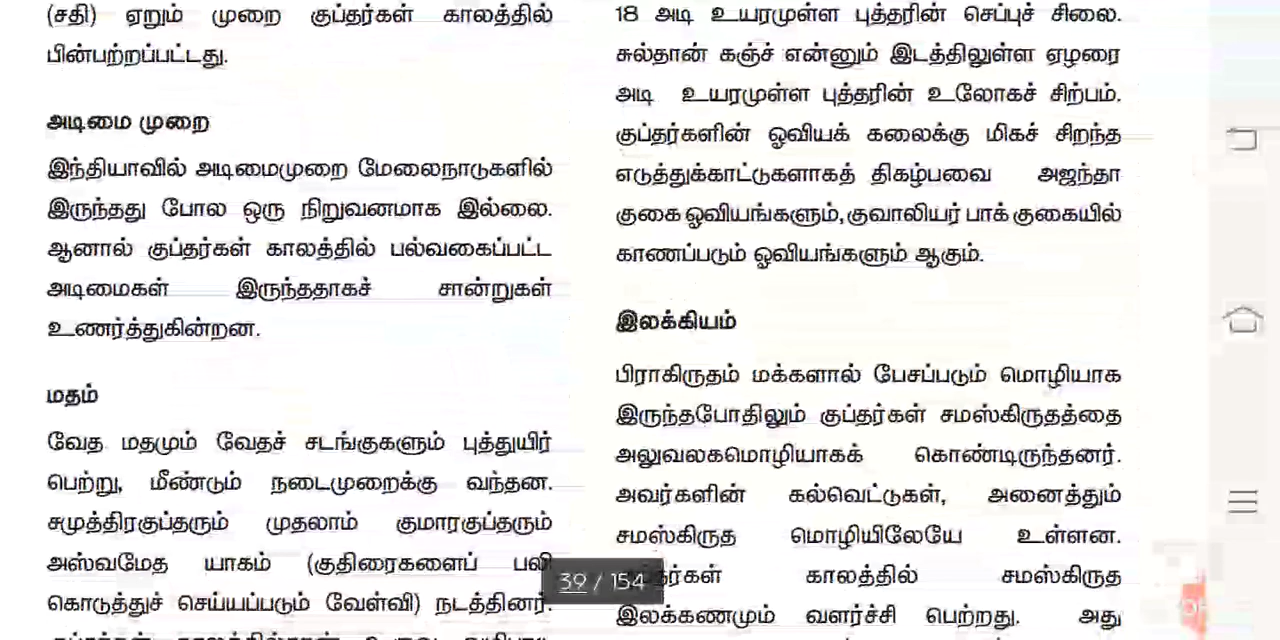 (சதி) ஏறும் முறை குப்தர்கள் காலத்தில்
பின்பற்றப்பட்டது.
அடிமை முறை
இந்தியாவில் அடிமைமுறை மேலைநாடுகளில்
இருந்தது போல ஒரு நிறுவனமாக இல்லை.
ஆனால் குப்தர்கள் காலத்தில் பல்வகைப்பட்ட
அடிமைகள் இருந்ததாகச் சான்றுகள்
உணர்த்துகின்றன.
மதம்
வேத மதமும் வேதச் சடங்குகளும் புத்துயிர்
பெற்று, மீண்டும் நடைமுறைக்கு வந்தன.
சமுத்திரகுப்தரும் முதலாம் குமாரகுப்தரும்
அஸ்வமேத யாகம் (குதிரைகளைப் பலி
கொடுத்துச் செய்யப்படும் வேள்வி) நடத்தினர்.
18 அடி உயரமுள்ள புத்தரின் செப்புச் சிலை.
சுல்தான் கஞ்ச் என்னும் இடத்திலுள்ள ஏழரை
அடி உயரமுள்ள புத்தரின் உலோகச் சிற்பம்.
குப்தர்களின் ஓவியக் கலைக்கு மிகச் சிறந்த
எடுத்துக்காட்டுகளாகத் திகழ்பவை அஜந்தா
குகை ஓவியங்களும், குவாலியர் பாக் குகையில்
காணப்படும் ஓவியங்களும் ஆகும்.
இலக்கியம்
பிராகிருதம் மக்களால் பேசப்படும் மொழியாக
இருந்தபோதிலும் குப்தர்கள் சமஸ்கிருதத்தை
அலுவலகமொழியாகக் கொண்டிருந்தனர்.
அவர்களின் கல்வெட்டுகள், அனைத்தும்
சமஸ்கிருத மொழியிலேயே உள்ளன.
காலத்தில் சமஸ்கிருத
இலக்கணமும் வளர்ச்சி பெற்றது. அது
39 / 154